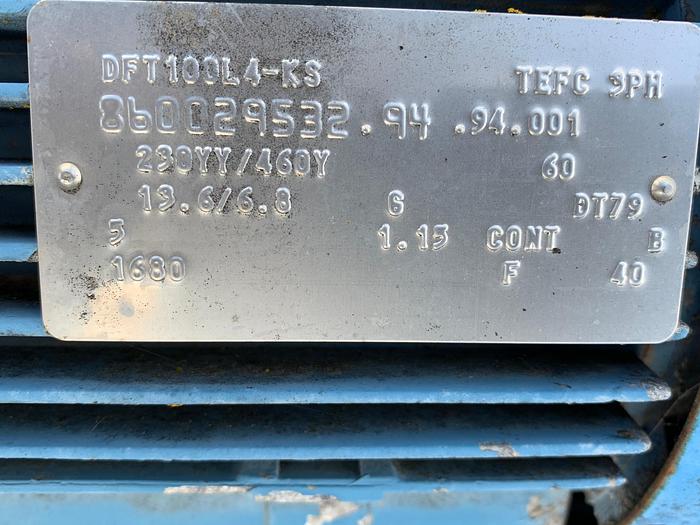 DFT100L4-KS TEFC 3PH
860029532.94 .94.001
230YY/460Y 60
13.6/6.8 G DT79
5 1.15 CONT B
1680 F 40